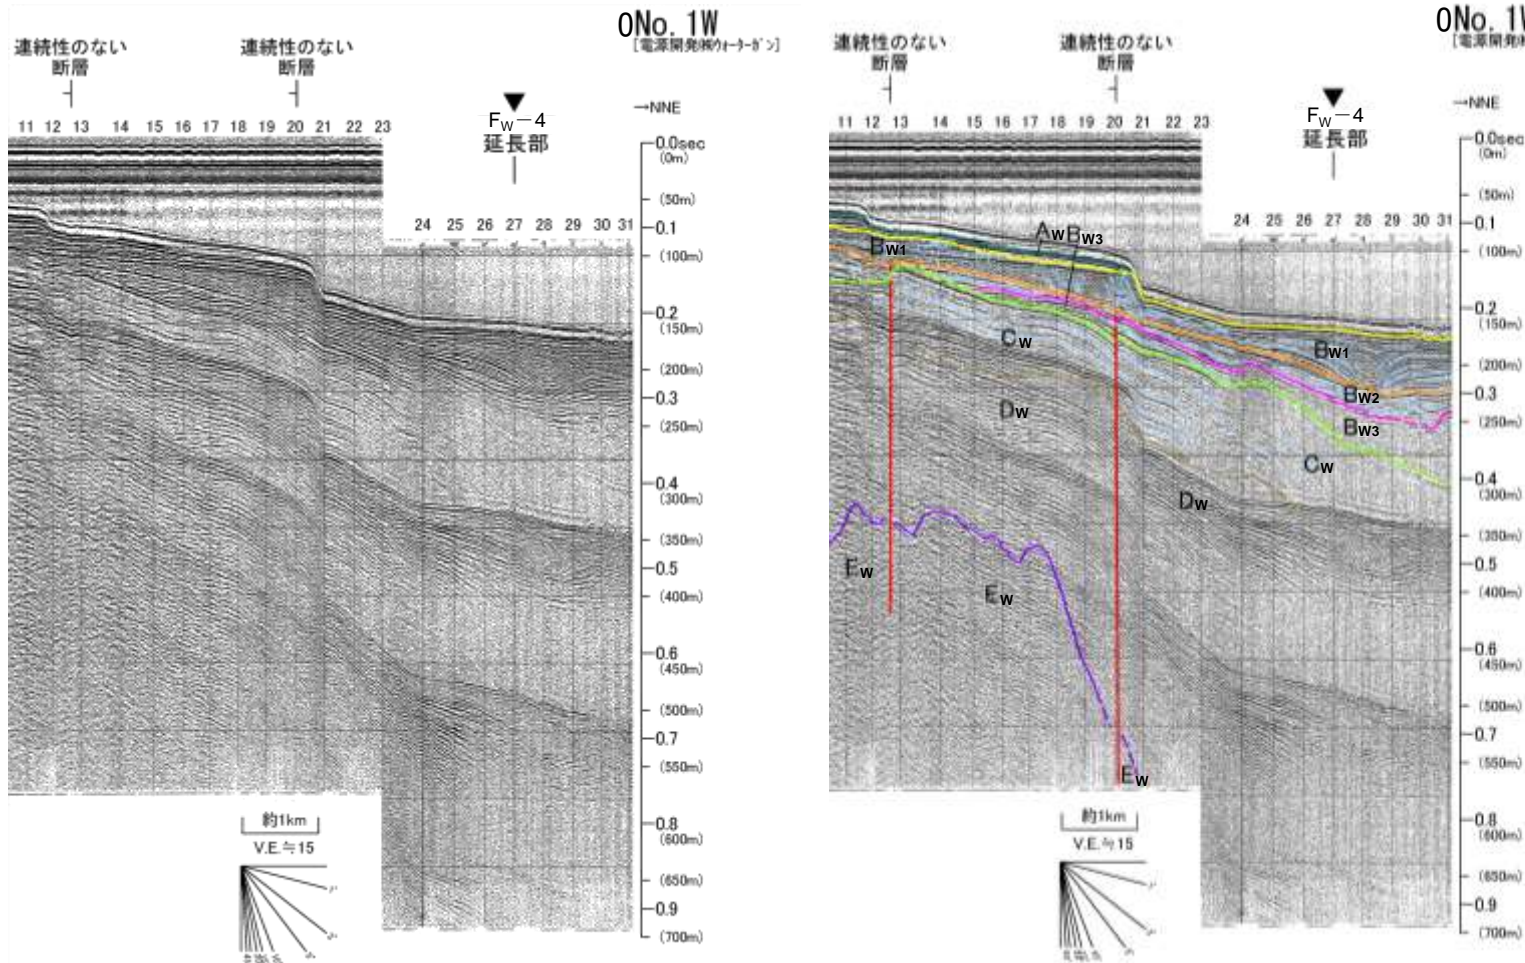 0No. 1W
[電源開発㈱ウォーターガン]
連続性のない
断層
連続性のない
断層
→NNE
F_W－4
延長部
11 12 13 14 15 16 17 18 19 20 21 22 23
24 25 26 27 28 29 30 31
0.0sec
(0m)
(50m)
0.1
(100m)
0.2
(150m)
(200m)
0.3
(250m)
0.4
(300m)
(350m)
0.5
(400m)
0.6
(450m)
(500m)
0.7
(550m)
0.8
(600m)
(650m)
0.9
(700m)
約1km
V.E.≒15
0No. 1W
[電源開発㈱
連続性のない
断層
連続性のない
断層
→NNE
F_W－4
延長部
11 12 13 14 15 16 17 18 19 20 21 22 23
24 25 26 27 28 29 30 31
0.0sec
(0m)
(50m)
0.1
(100m)
0.2
(150m)
(200m)
0.3
(250m)
0.4
(300m)
(350m)
0.5
(400m)
0.6
(450m)
(500m)
0.7
(550m)
0.8
(600m)
(650m)
0.9
(700m)
AW BW3
BW1
CW
BW1
BW2
DW
BW3
CW
DW
EW
EW
EW
約1km
V.E.≒15